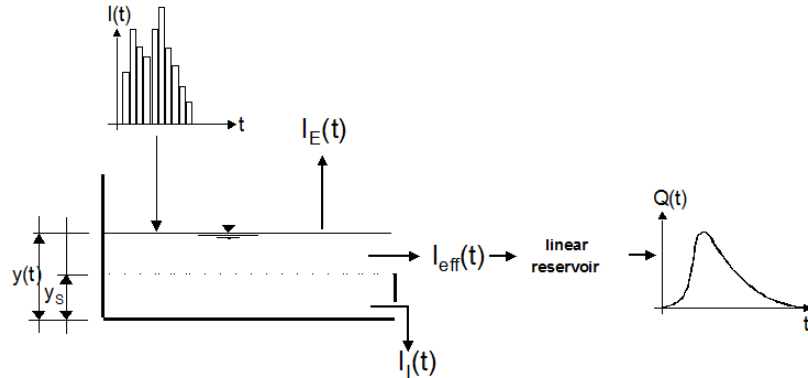 I(t)
t
I_E(t)
Q(t)
I_eff(t)
linear
reservoir
y(t)
y_S
t
I_I(t)